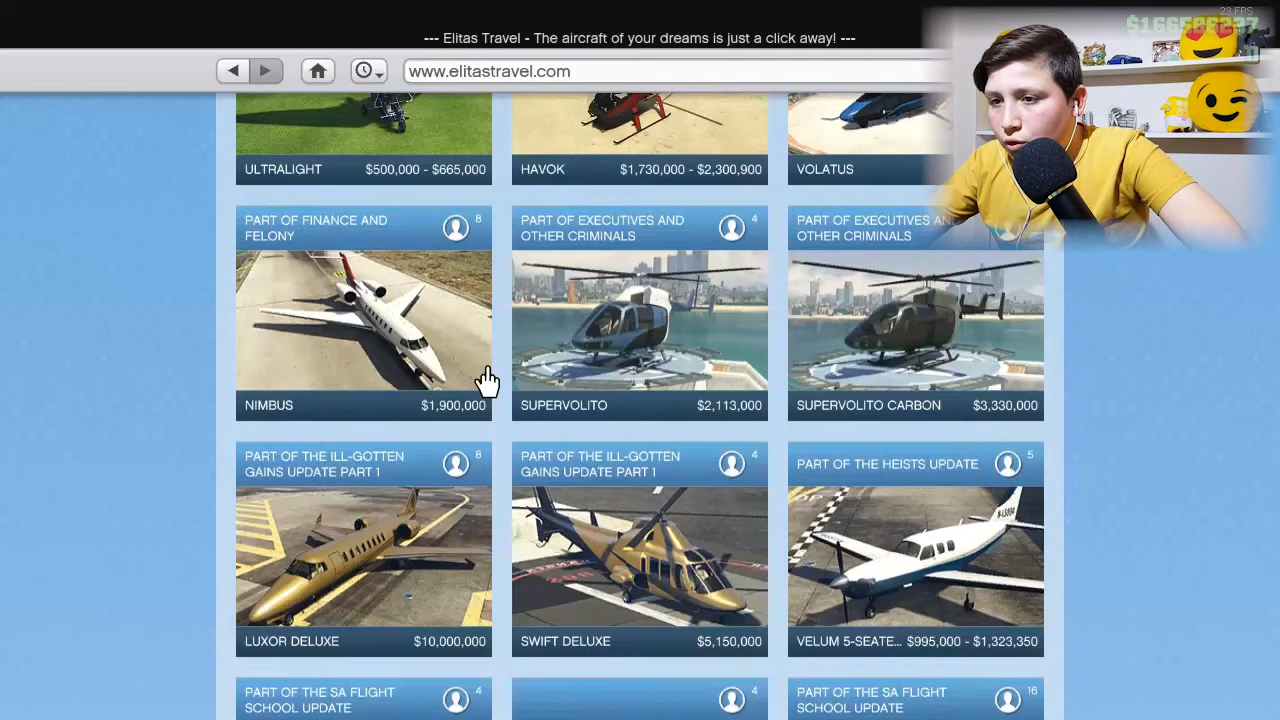 23 FPS
--- Elitás Travel - The aircraft of your dreams is just a click away! ---
www.elitastravel.com
ULTRALIGHT $500,000 - $665,000
HAVOK $1,730,000 - $2,300,900
VOLATUS
PART OF FINANCE AND
FELONY
8
PART OF EXECUTIVES AND
OTHER CRIMINALS
4
PART OF EXECUTIVES AN
OTHER CRIMINALS
NIMBUS $1,900,000
SUPERVOLITO $2,113,000
SUPERVOLITO CARBON $3,330,000
PART OF THE ILL-GOTTEN
GAINS UPDATE PART 1
8
PART OF THE ILL-GOTTEN
GAINS UPDATE PART 1
4
PART OF THE HEISTS UPDATE
5
LUXOR DELUXE $10,000,000
SWIFT DELUXE $5,150,000
VELUM 5-SEATE... $995,000 - $1,323,350
PART OF THE SA FLIGHT
SCHOOL UPDATE
4
4
PART OF THE SA FLIGHT
SCHOOL UPDATE
16